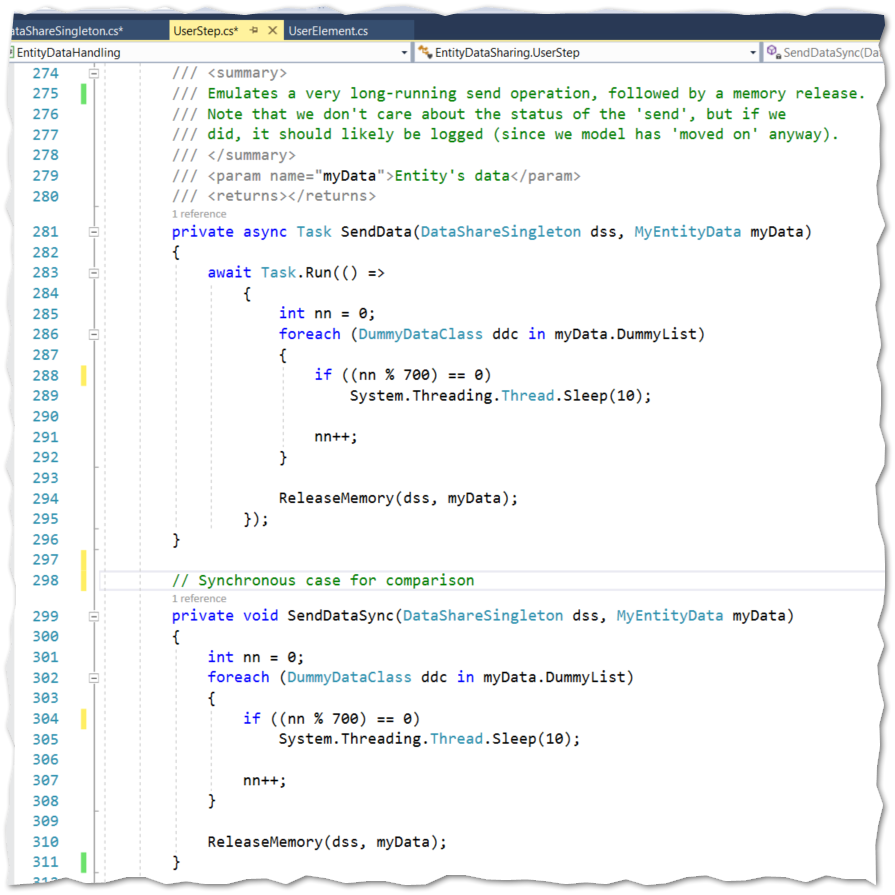 ataShareSingleton.cs* UserStep.cs* UserElement.cs
EntityDataHandling EntityDataSharing.UserStep SendDataSync(Da
274 /// <summary>
275 /// Emulates a very long-running send operation, followed by a memory release.
276 /// Note that we don't care about the status of the 'send', but if we
277 /// did, it should likely be logged (since we model has 'moved on' anyway).
278 /// </summary>
279 /// <param name="myData">Entity's data</param>
280 /// <returns></returns>
1 reference
281 private async Task SendData(DataShareSingleton dss, MyEntityData myData)
282 {
283 await Task.Run(() =>
284 {
285 int nn = 0;
286 foreach (DummyDataClass ddc in myData.DummyList)
287 {
288 if ((nn % 700) == 0)
289 System.Threading.Thread.Sleep(10);
290
291 nn++;
292 }
293
294 ReleaseMemory(dss, myData);
295 });
296 }
297
298 // Synchronous case for comparison
1 reference
299 private void SendDataSync(DataShareSingleton dss, MyEntityData myData)
300 {
301 int nn = 0;
302 foreach (DummyDataClass ddc in myData.DummyList)
303 {
304 if ((nn % 700) == 0)
305 System.Threading.Thread.Sleep(10);
306
307 nn++;
308 }
309
310 ReleaseMemory(dss, myData);
311 }